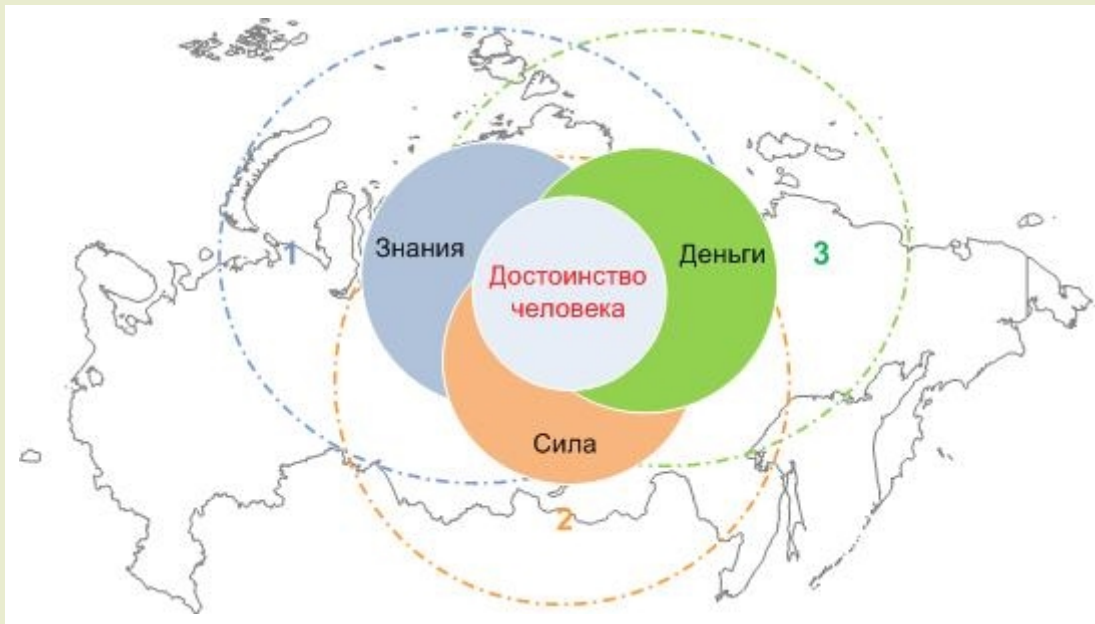 Знания
Деньги
1
3
Достоинство
человека
Сила
2